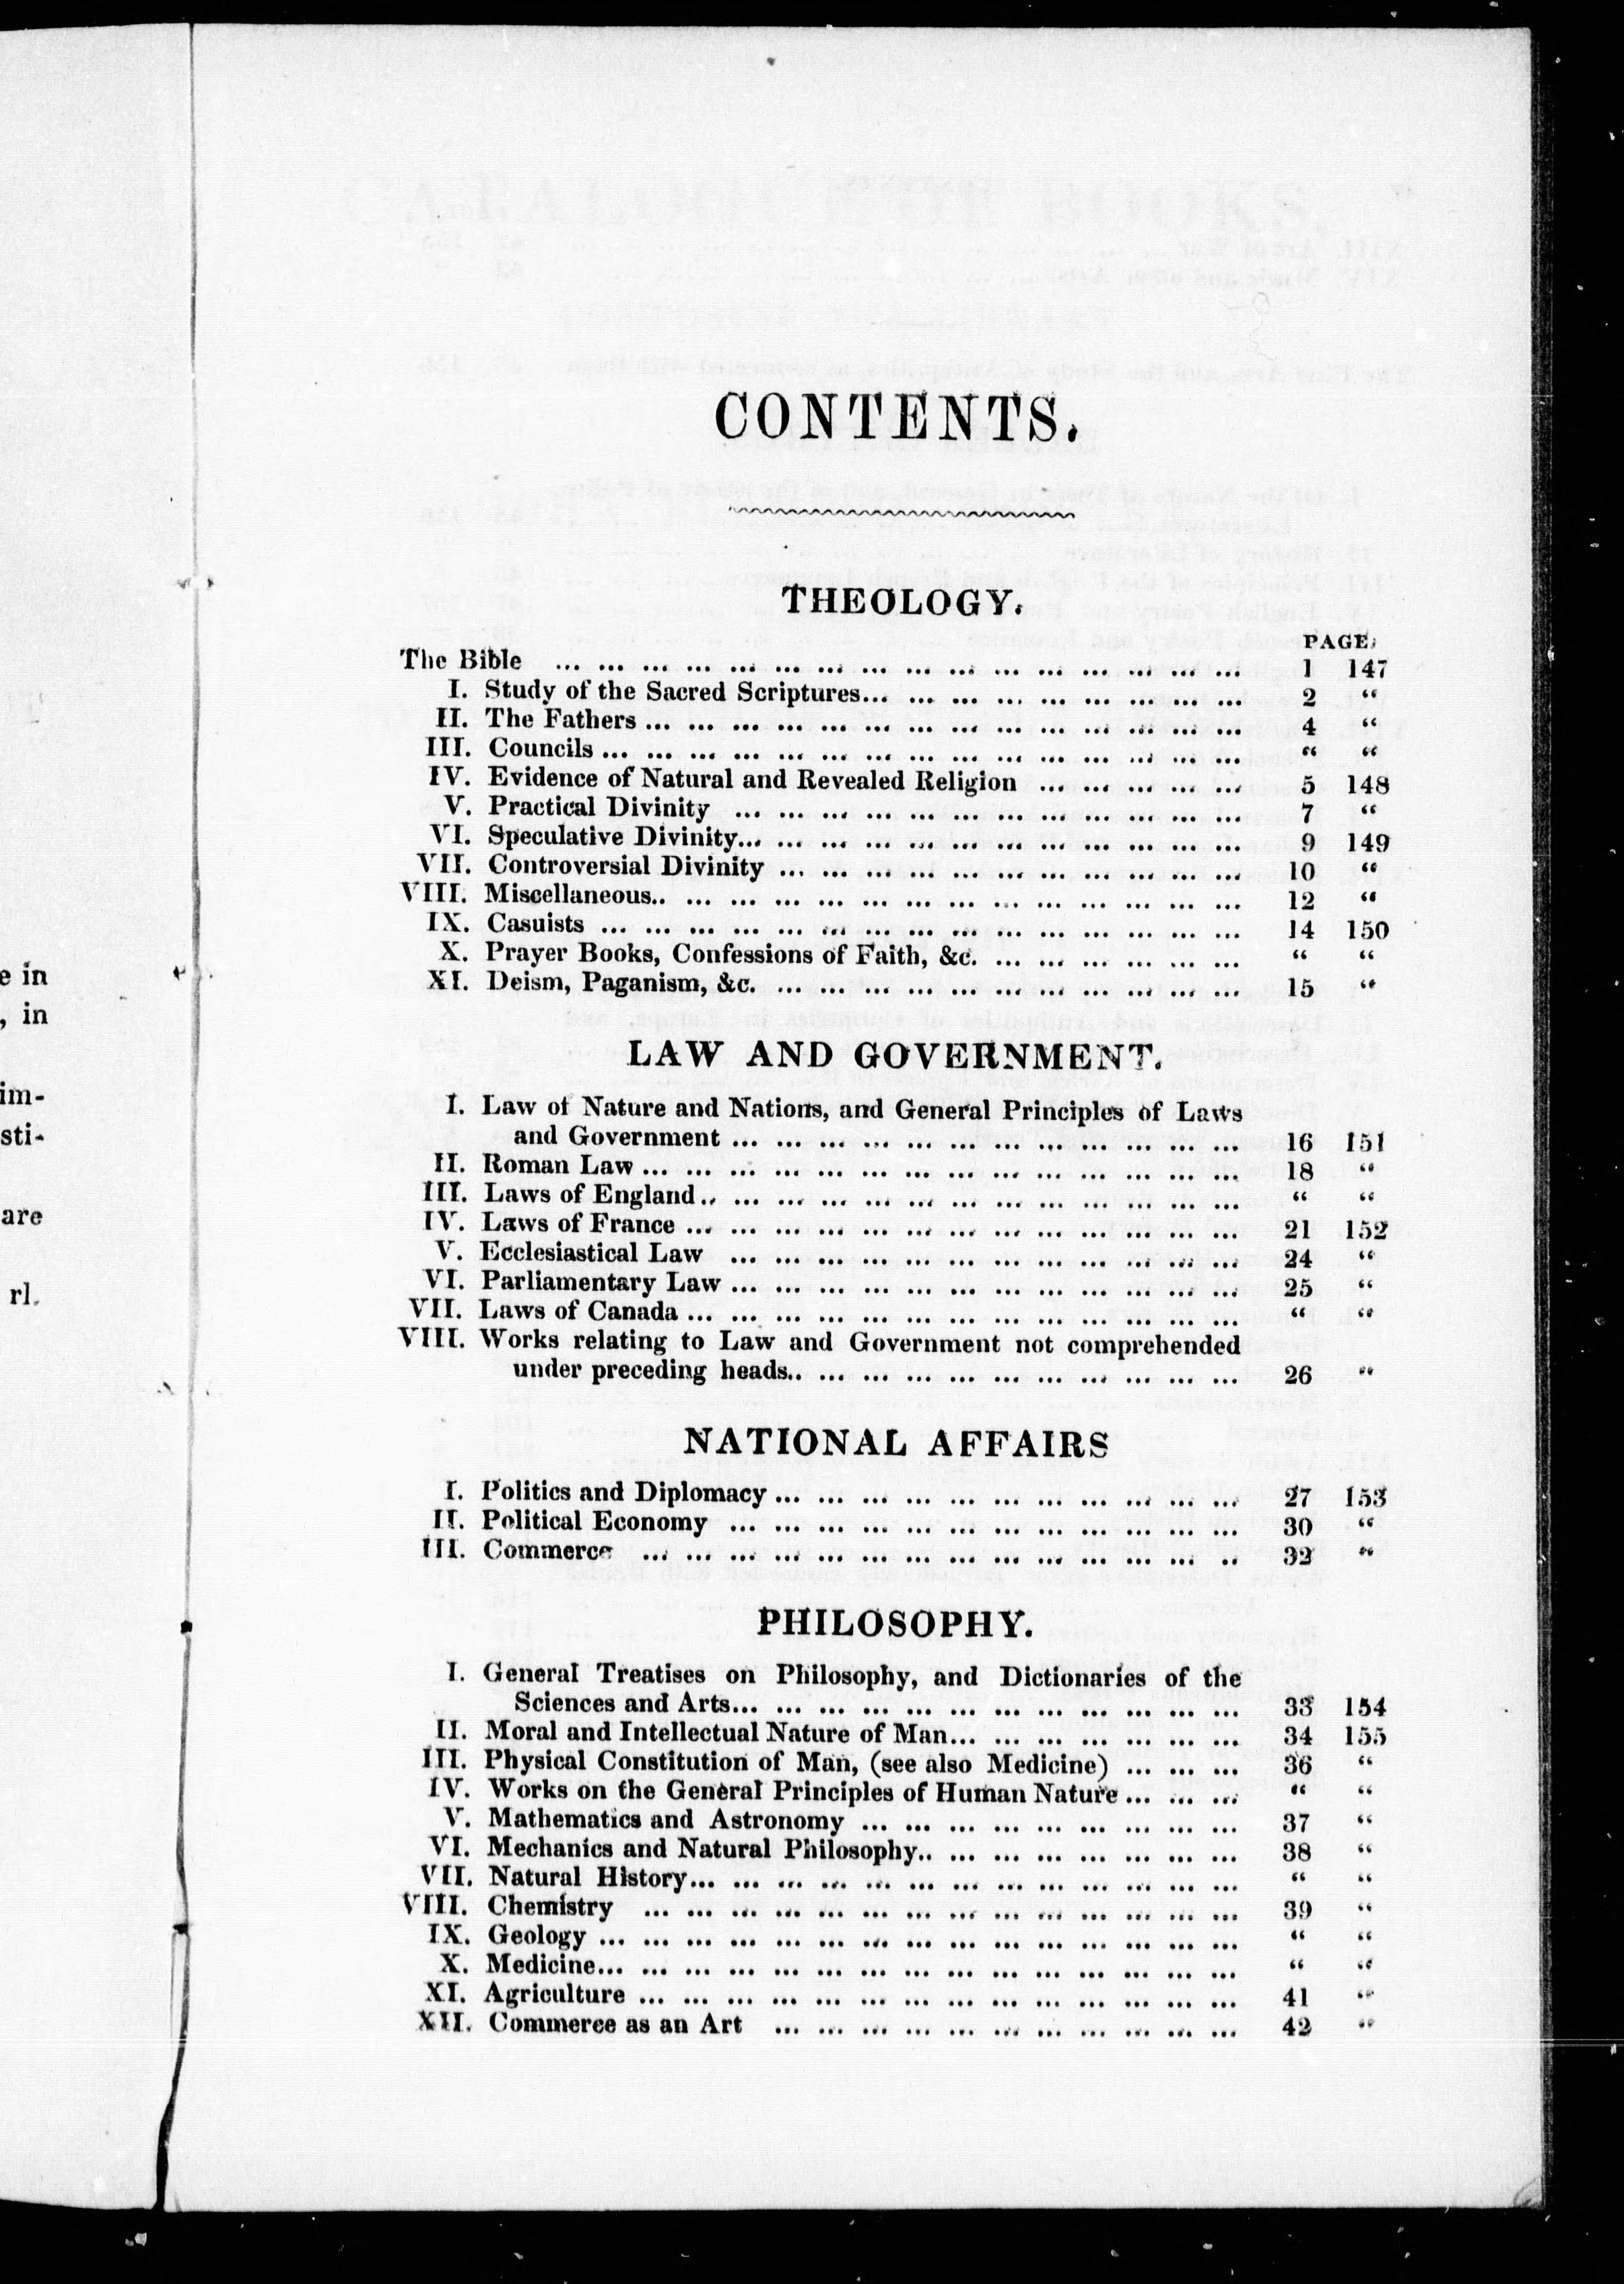 CONTENTS.
THEOLOGY.
PAGE.
The Bible ... ... ... ... ... ... ... ... ... ... ... ... ... ... ... ... 1 147
I. Study of the Sacred Scriptures... ... ... ... ... ... ... ... ... 2 “
II. The Fathers ... ... ... ... ... ... ... ... ... ... ... ... ... ... 4 “
III. Councils ... ... ... ... ... ... ... ... ... ... ... ... ... ... ... “ “
IV. Evidence of Natural and Revealed Religion ... ... ... ... ... 5 148
V. Practical Divinity ... ... ... ... ... ... ... ... ... ... ... ... 7 “
VI. Speculative Divinity... ... ... ... ... ... ... ... ... ... ... ... 9 149
VII. Controversial Divinity ... ... ... ... ... ... ... ... ... ... ... 10 “
VIII. Miscellaneous.. ... ... ... ... ... ... ... ... ... ... ... ... ... 12 “
IX. Casuists ... ... ... ... ... ... ... ... ... ... ... ... ... ... ... 14 150
X. Prayer Books, Confessions of Faith, &c. ... ... ... ... ... ... “ “
XI. Deism, Paganism, &c. ... ... ... ... ... ... ... ... ... ... ... 15 “
LAW AND GOVERNMENT.
I. Law of Nature and Nations, and General Principles of Laws
and Government ... ... ... ... ... ... ... ... ... ... ... ... 16 151
II. Roman Law ... ... ... ... ... ... ... ... ... ... ... ... ... ... 18 “
III. Laws of England.. ... ... ... ... ... ... ... ... ... ... ... ... “ “
IV. Laws of France ... ... ... ... ... ... ... ... ... ... ... ... ... 21 152
V. Ecclesiastical Law ... ... ... ... ... ... ... ... ... ... ... ... 24 “
VI. Parliamentary Law ... ... ... ... ... ... ... ... ... ... ... ... 25 “
VII. Laws of Canada ... ... ... ... ... ... ... ... ... ... ... ... ... “ “
VIII. Works relating to Law and Government not comprehended
under preceding heads.. ... ... ... ... ... ... ... ... ... ... 26 “
NATIONAL AFFAIRS
I. Politics and Diplomacy ... ... ... ... ... ... ... ... ... ... ... 27 153
II. Political Economy ... ... ... ... ... ... ... ... ... ... ... ... 30 “
III. Commerce ... ... ... ... ... ... ... ... ... ... ... ... ... .. 32 “
PHILOSOPHY.
I. General Treatises on Philosophy, and Dictionaries of the
Sciences and Arts... ... ... ... ... ... ... ... ... ... ... ... 33 154
II. Moral and Intellectual Nature of Man... ... ... ... ... ... ... 34 155
III. Physical Constitution of Man, (see also Medicine) ... ... ... 36 “
IV. Works on the General Principles of Human Nature ... ... ... “ “
V. Mathematics and Astronomy ... ... ... ... ... ... ... ... ... 37 “
VI. Mechanics and Natural Philosophy.. ... ... ... ... ... ... ... 38 “
VII. Natural History... ... ... ... ... ... ... ... ... ... ... ... ... “ “
VIII. Chemistry ... ... ... ... ... ... ... ... ... ... ... ... ... ... 39 “
IX. Geology ... ... ... ... ... ... ... ... ... ... ... ... ... ... ... “ “
X. Medicine... ... ... ... ... ... ... ... ... ... ... ... ... ... ... “ “
XI. Agriculture ... ... ... ... ... ... ... ... ... ... ... ... ... ... 41 “
XII. Commerce as an Art ... ... ... ... ... ... ... ... ... ... ... 42 “
e in
, in
im-
sti-
are
rl.